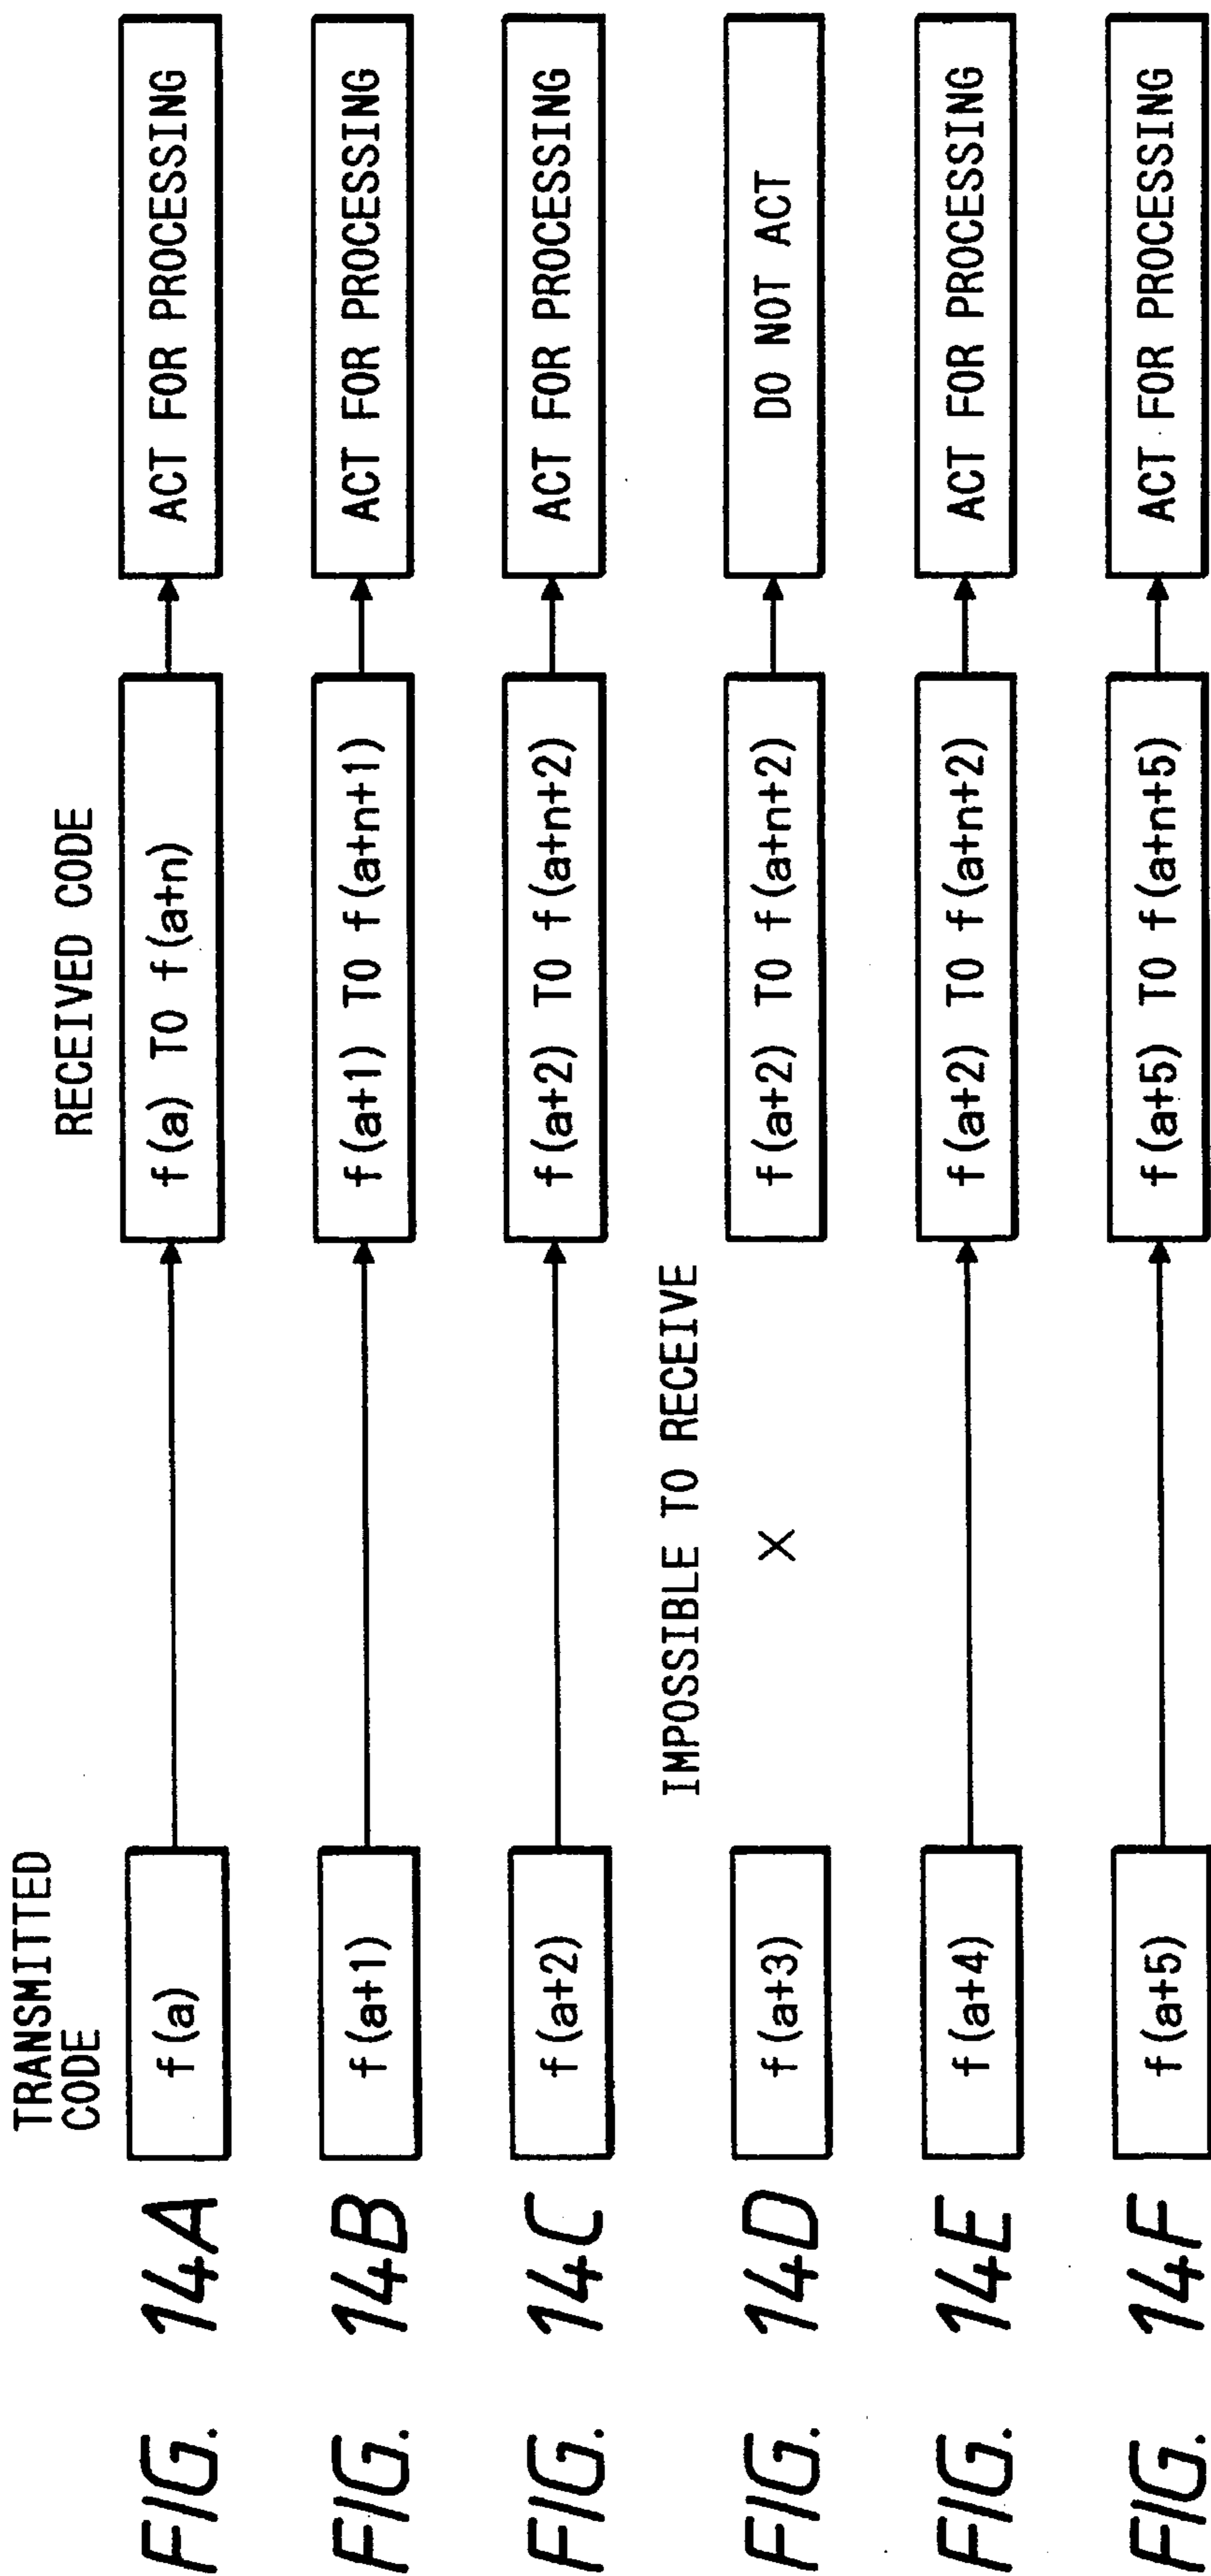 TRANSMITTED
CODE
RECEIVED CODE
FIG. 14A
f(a)
f(a) TO f(a+n)
ACT FOR PROCESSING
FIG. 14B
f(a+1)
f(a+1) TO f(a+n+1)
ACT FOR PROCESSING
FIG. 14C
f(a+2)
f(a+2) TO f(a+n+2)
ACT FOR PROCESSING
IMPOSSIBLE TO RECEIVE
FIG. 14D
f(a+3)
X
f(a+2) TO f(a+n+2)
DO NOT ACT
FIG. 14E
f(a+4)
f(a+2) TO f(a+n+2)
ACT FOR PROCESSING
FIG. 14F
f(a+5)
f(a+5) TO f(a+n+5)
ACT FOR PROCESSING